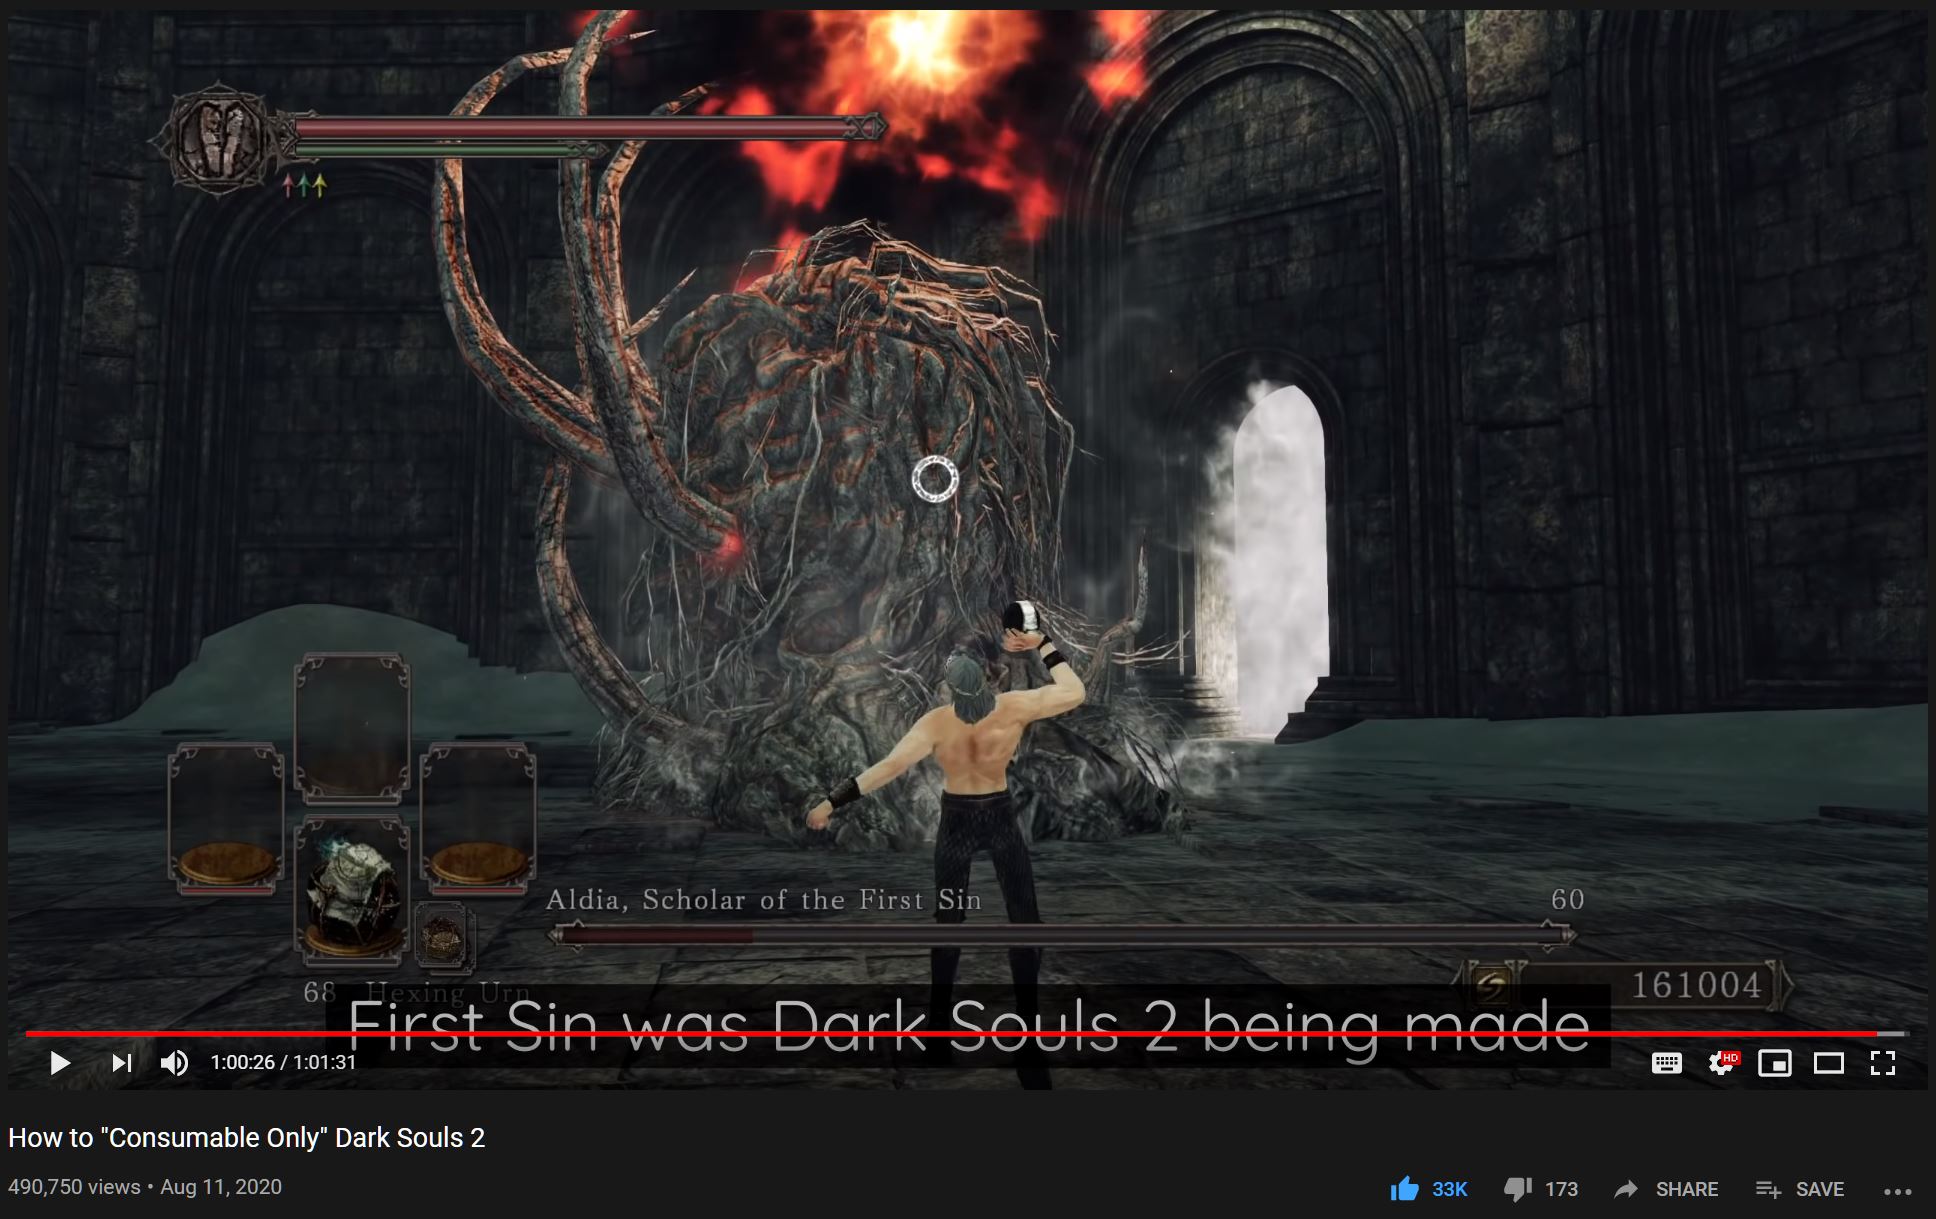 Aldia, Scholar of the First Sin
60
68 Hexing Urn
161004
First Sin was Dark Souls 2 being made
1:00:26 / 1:01:31
HD
How to "Consumable Only" Dark Souls 2
490,750 views • Aug 11, 2020
33K 173 SHARE SAVE